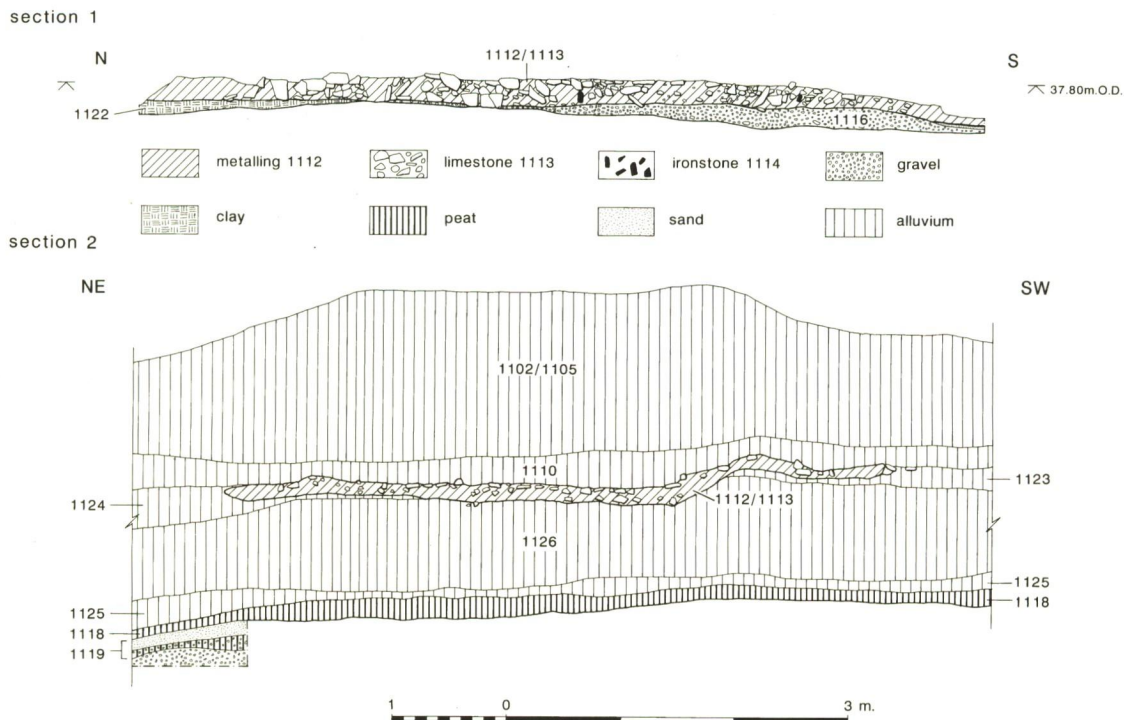 section 1
N
1112/1113
S
37.80m.O.D.
1122
1116
metalling 1112
limestone 1113
ironstone 1114
gravel
clay
peat
sand
alluvium
section 2
NE
SW
1102/1105
1110
1123
1124
1112/1113
1126
1125
1125
1118
1118
1119
1 0 3 m.